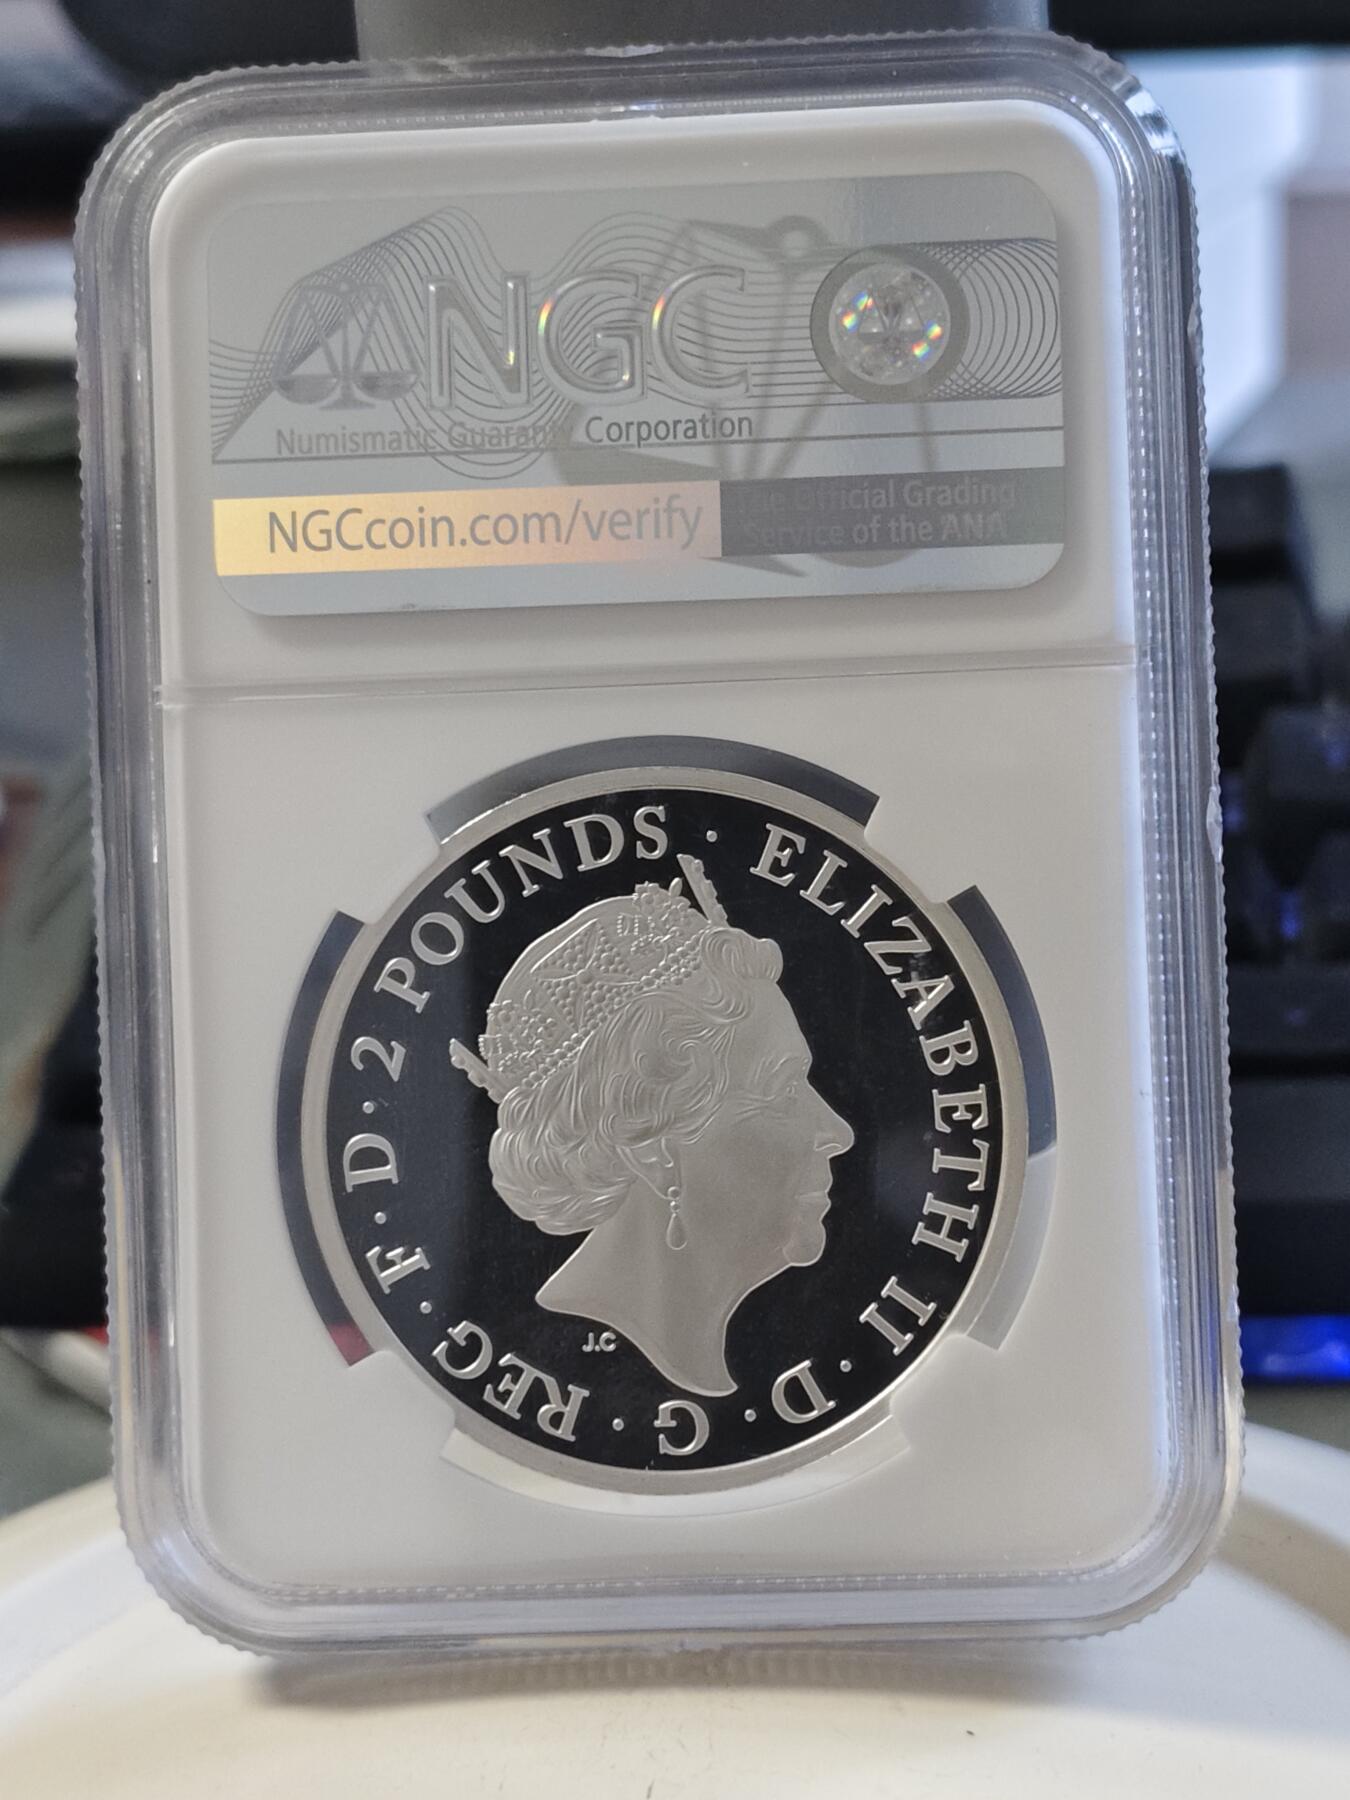 NGC
Numismatic Guaranty Corporation
NGCcoin.com/verify
The Official Grading
Service of the ANA
ELIZABETH II · D · G · REG · F · D · 2 POUNDS ·
J.C